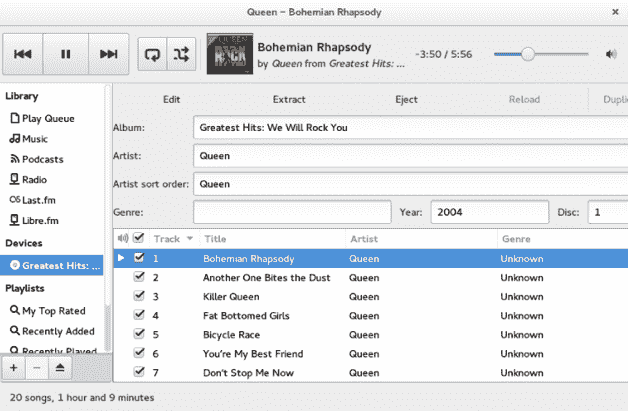 Queen – Bohemian Rhapsody
Bohemian Rhapsody
by Queen from Greatest Hits: ...
-3:50 / 5:56
Edit Extract Eject Reload Duplic
Library
Play Queue
Music
Podcasts
Radio
Last.fm
Libre.fm
Devices
Greatest Hits: ...
Playlists
My Top Rated
Recently Added
Recently Played
Album: Greatest Hits: We Will Rock You
Artist: Queen
Artist sort order: Queen
Genre: Year: 2004 Disc: 1
Track Title Artist Genre
1 Bohemian Rhapsody Queen Unknown
2 Another One Bites the Dust Queen Unknown
3 Killer Queen Queen Unknown
4 Fat Bottomed Girls Queen Unknown
5 Bicycle Race Queen Unknown
6 You're My Best Friend Queen Unknown
7 Don't Stop Me Now Queen Unknown
20 songs, 1 hour and 9 minutes